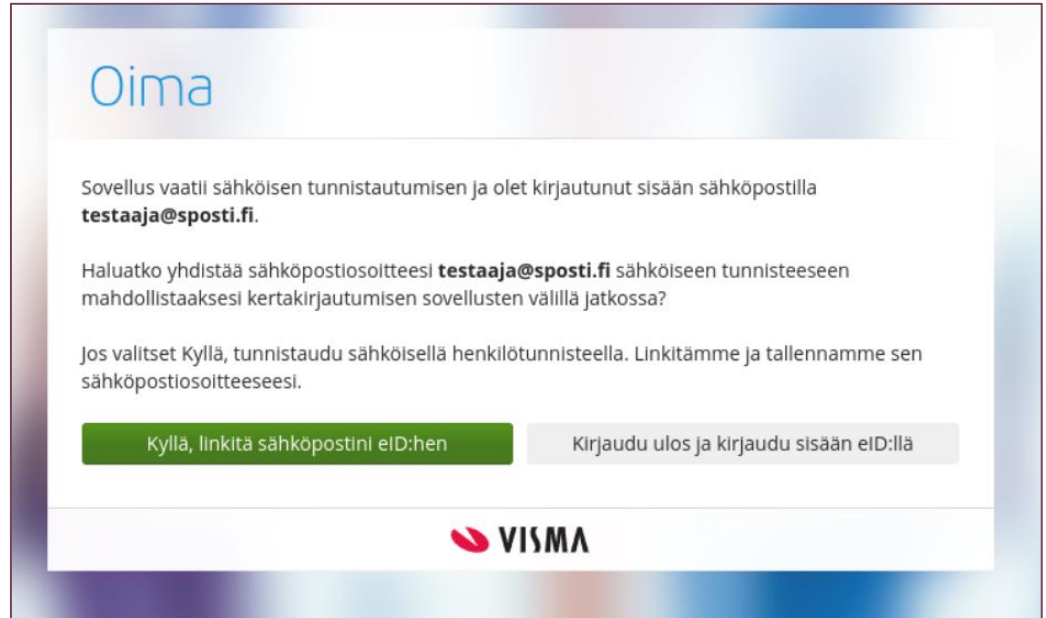 Oima
Sovellus vaatii sähköisen tunnistautumisen ja olet kirjautunut sisään sähköpostilla
testaaja@sposti.fi.
Haluatko yhdistää sähköpostiosoitteesi testaaja@sposti.fi sähköiseen tunnisteeseen
mahdollistaaksesi kertakirjautumisen sovellusten välillä jatkossa?
Jos valitset Kyllä, tunnistaudu sähköisellä henkilötunnisteella. Linkitämme ja tallennamme sen
sähköpostiosoitteeseesi.
Kyllä, linkitä sähköpostini eID:hen
Kirjaudu ulos ja kirjaudu sisään eID:llä
VISMA